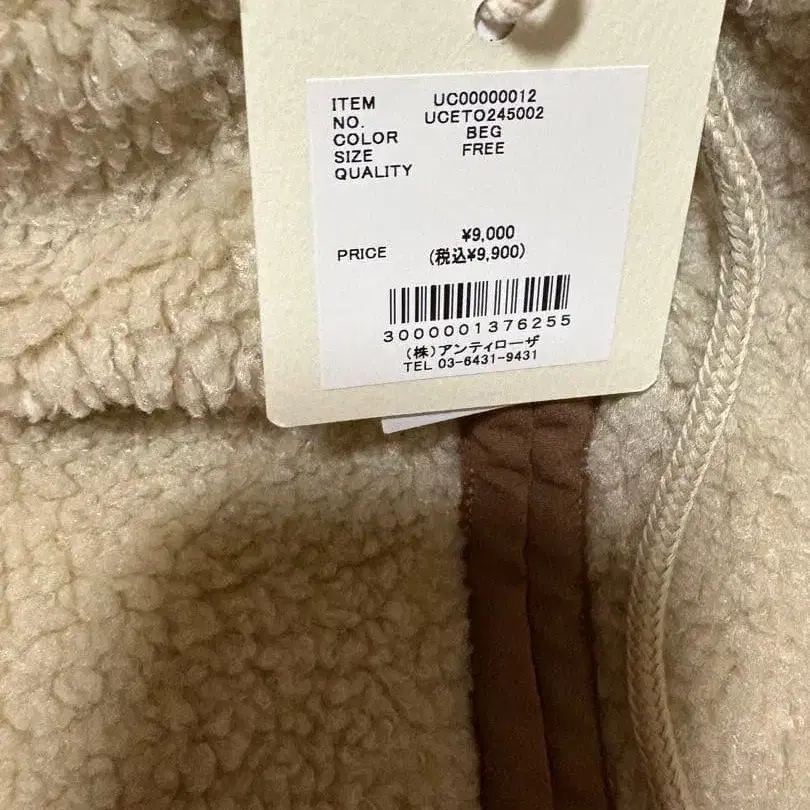 ITEM UC00000012
NO. UCETO245002
COLOR BEG
SIZE FREE
QUALITY
¥9,000
PRICE (税込¥9,900)
3000001376255
(株)アンティローザ
TEL 03-6431-9431